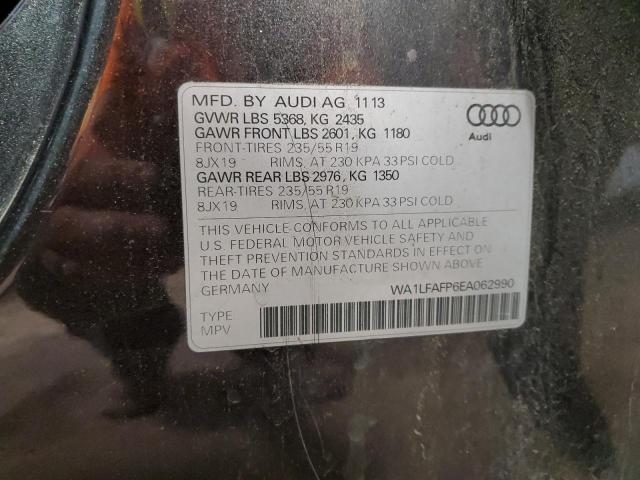 MFD. BY AUDI AG 11 13
GVWR LBS 5368, KG 2435
GAWR FRONT LBS 2601, KG 1180
FRONT-TIRES 235/55 R19
8JX19 RIMS, AT 230 KPA 33 PSI COLD
GAWR REAR LBS 2976, KG 1350
REAR-TIRES 235/55 R19
8JX19 RIMS, AT 230 KPA 33 PSI COLD
Audi
THIS VEHICLE CONFORMS TO ALL APPLICABLE
U.S. FEDERAL MOTOR VEHICLE SAFETY AND
THEFT PREVENTION STANDARDS IN EFFECT ON
THE DATE OF MANUFACTURE SHOWN ABOVE
GERMANY WA1LFAFP6EA062990
TYPE
MPV